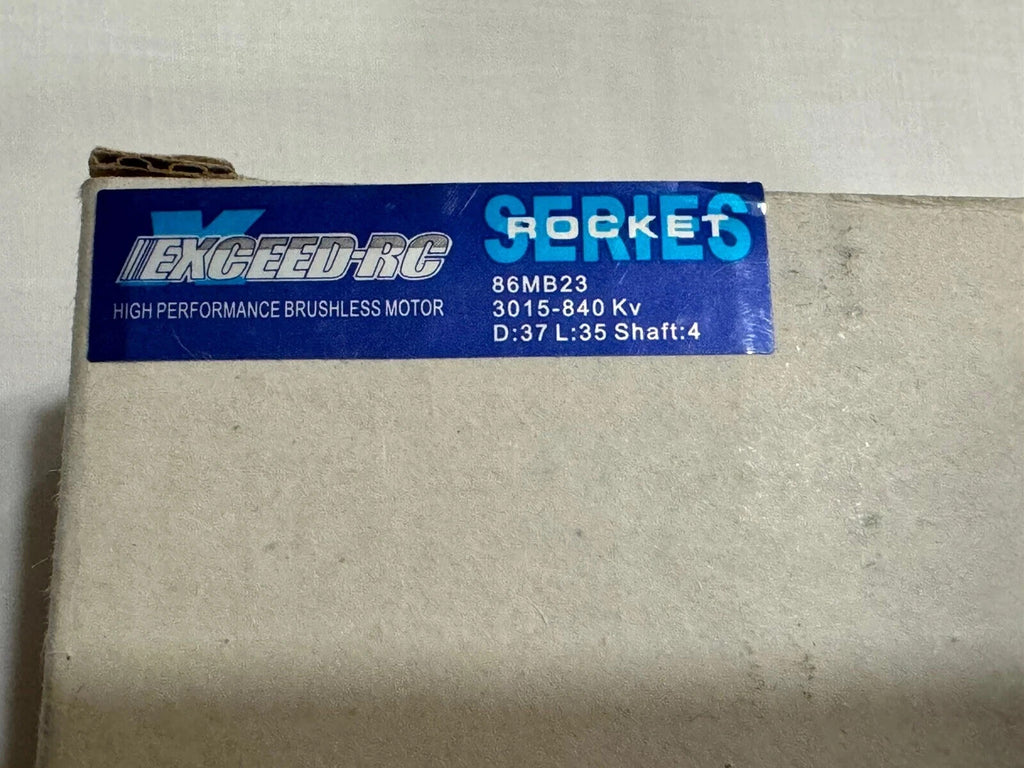 X
EXCEED-RC
HIGH PERFORMANCE BRUSHLESS MOTOR
SERIES
ROCKET
86MB23
3015-840 Kv
D:37 L:35 Shaft:4